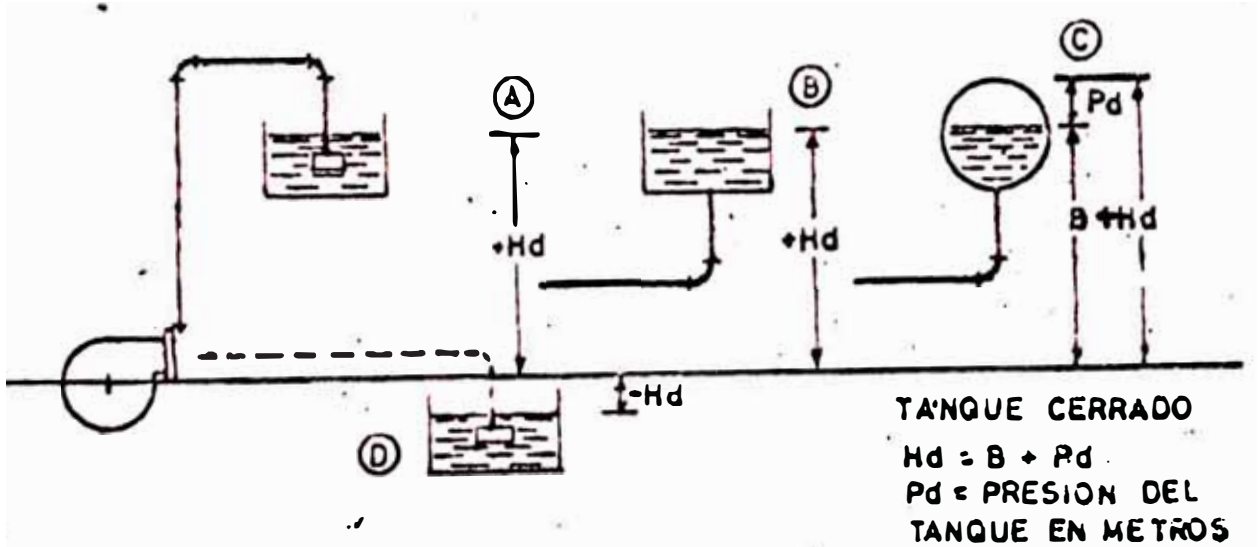 C
A
B
Pd
+Hd
+Hd
B +Hd
-Hd
D
TANQUE CERRADO
Hd = B + Pd
Pd = PRESION DEL
TANQUE EN METROS